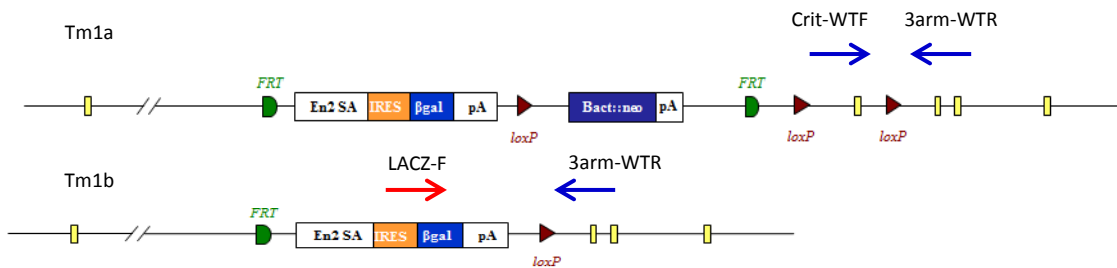 Crit-WTF 3arm-WTR
Tm1a
FRT FRT
En2 SA IRES βgal pA Bact::neo pA
loxP loxP loxP
LACZ-F 3arm-WTR
Tm1b
FRT
En2 SA IRES βgal pA
loxP